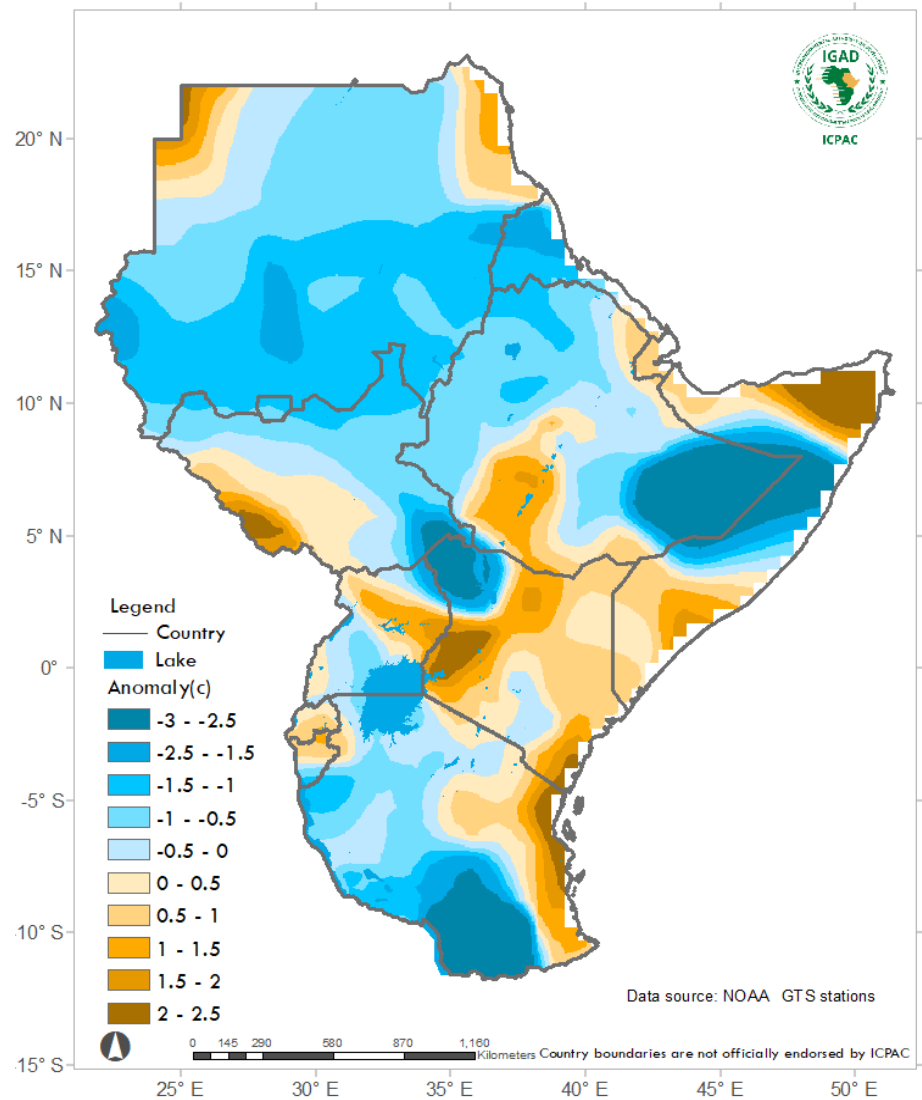 IGAD
ICPAC
20° N
15° N
10° N
5° N
0°
-5° S
-10° S
-15° S
25° E
30° E
35° E
40° E
45° E
50° E
Legend
Country
Lake
Anomaly(c)
-3 - -2.5
-2.5 - -1.5
-1.5 - -1
-1 - -0.5
-0.5 - 0
0 - 0.5
0.5 - 1
1 - 1.5
1.5 - 2
2 - 2.5
Data source: NOAA GTS stations
0 145 290 580 870 1,160
Kilometers
Country boundaries are not officially endorsed by ICPAC